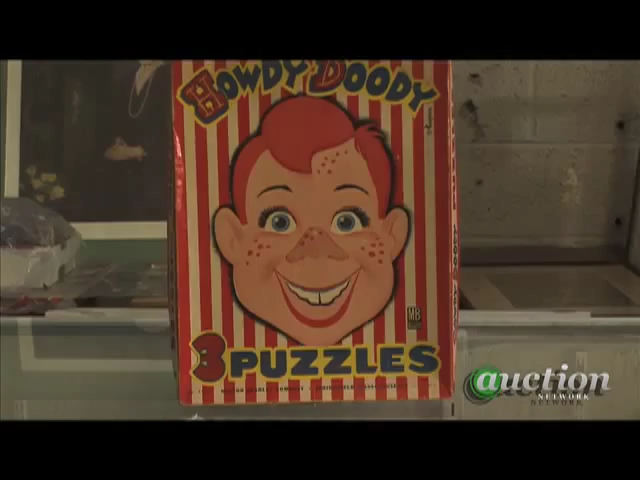 HOWDY DOODY
MB
3 PUZZLES
auction
NETWORK